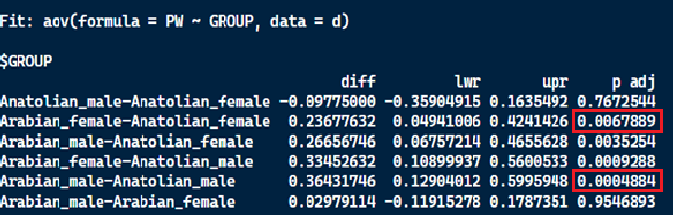 Fit: aov(formula = PW ~ GROUP, data = d)
$GROUP
diff lwr upr p adj
Anatolian_male-Anatolian_female -0.09775000 -0.35904915 0.1635492 0.7672544
Arabian_female-Anatolian_female 0.23677632 0.04941006 0.4241426 0.0067889
Arabian_male-Anatolian_female 0.26656746 0.06757214 0.4655628 0.0035254
Arabian_female-Anatolian_male 0.33452632 0.10899937 0.5600533 0.0009288
Arabian_male-Anatolian_male 0.36431746 0.12904012 0.5995948 0.0004884
Arabian_male-Arabian_female 0.02979114 -0.11915278 0.1787351 0.9546893